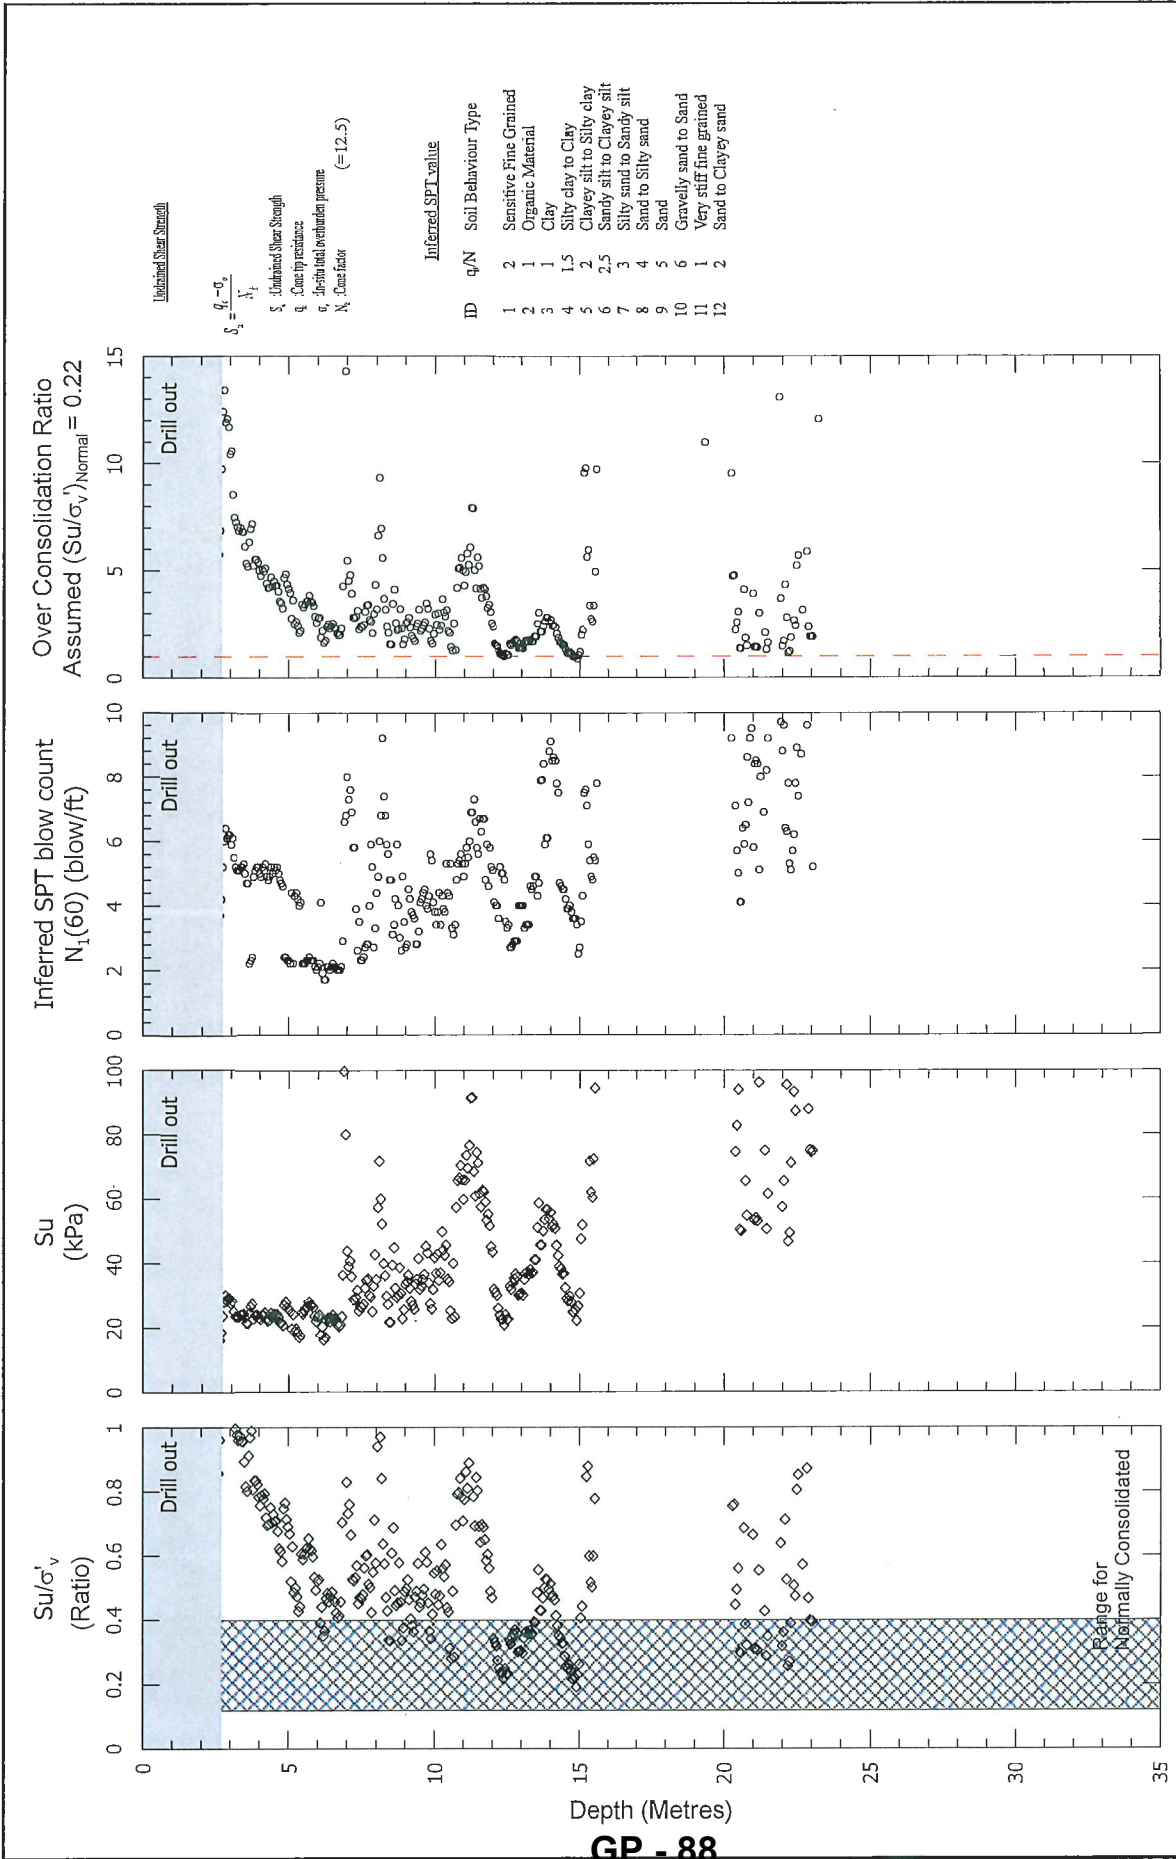 Su/σ'v
(Ratio)
1
0.8
0.6
0.4
0.2
0
Drill out
Range for
Normally Consolidated
Su
(kPa)
100
80
60
40
20
0
Drill out
Inferred SPT blow count
N1(60) (blow/ft)
10
8
6
4
2
0
Drill out
Over Consolidation Ratio
Assumed (Su/σv')Normal = 0.22
15
10
5
0
Drill out
0
5
10
15
20
25
30
35
Depth (Metres)
Undrained Shear Strength
Su :Undrained Shear Strength
:Cone tip resistance
:In-situ total overburden pressure
:Cone factor (=12.5)
Inferred SPT value
ID q/N Soil Behaviour Type
1 2 Sensitive Fine Grained
2 1 Organic Material
3 1 Clay
4 1.5 Silty clay to Clay
5 2 Clayey silt to Silty clay
6 2.5 Sandy silt to Clayey silt
7 3 Silty sand to Sandy silt
8 4 Sand to Silty sand
9 5 Sand
10 6 Gravelly sand to Sand
11 1 Very stiff fine grained
12 2 Sand to Clayey sand
GP - 88